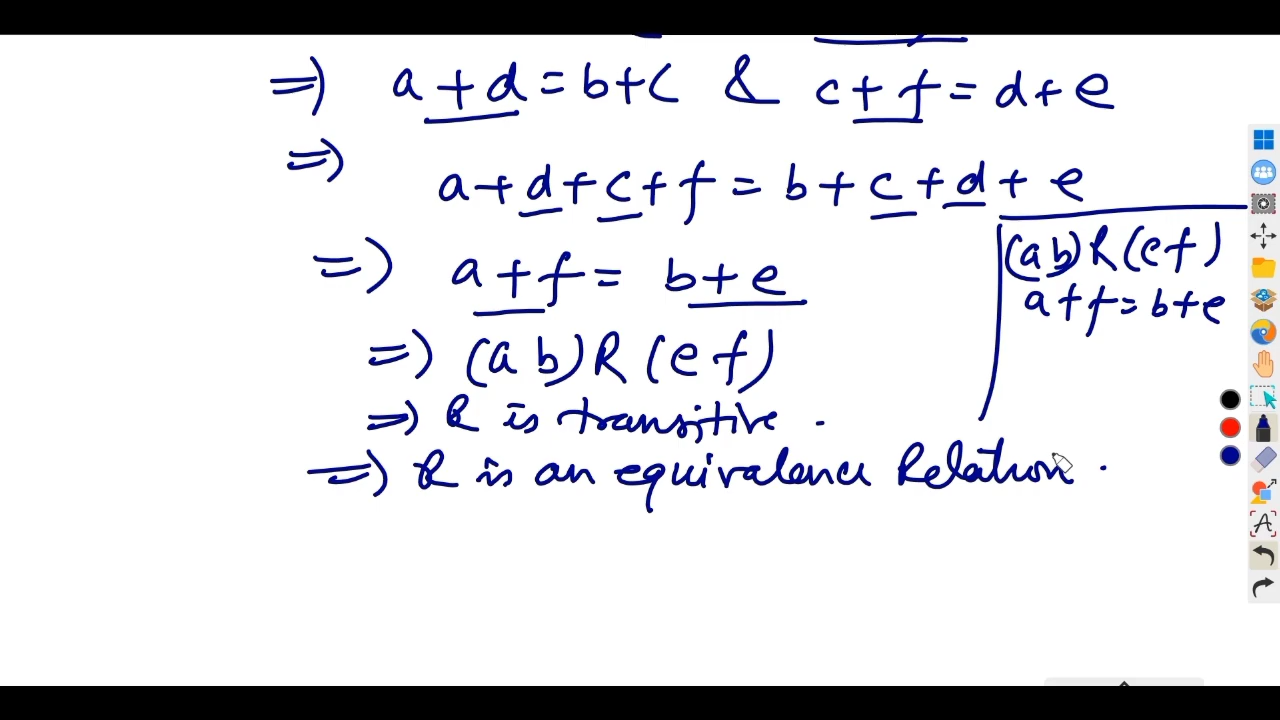 ⇒ a + d = b + c & c + f = d + e
⇒
a + d + c + f = b + c + d + e
(a b) R (e f)
a + f = b + e
⇒ a + f = b + e
⇒ (a b) R (e f)
⇒ R is transitive.
⇒ R is an equivalence Relation.